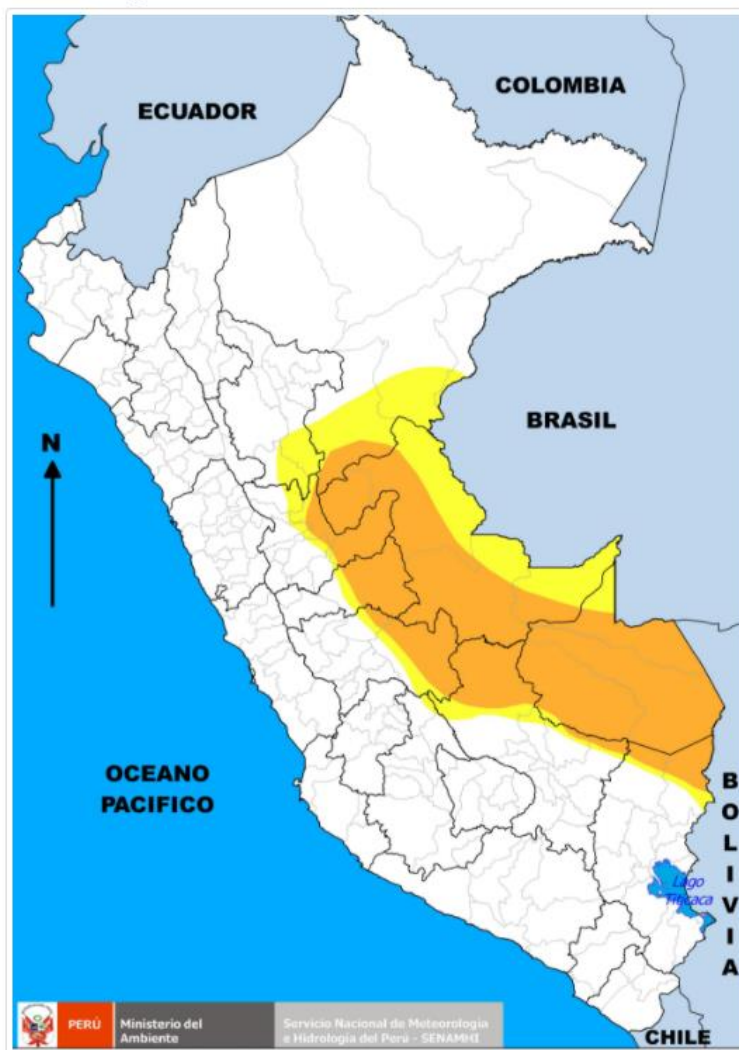 COLOMBIA
ECUADOR
BRASIL
N
OCEANO
PACIFICO
BOLIVIA
Lago
Titicaca
CHILE
PERÚ
Ministerio del
Ambiente
Servicio Nacional de Meteorología
e Hidrología del Perú - SENAMHI